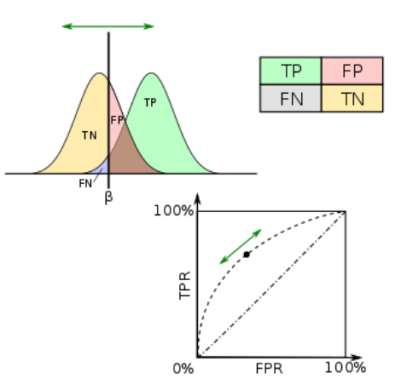 TN
FP
TP
FN
β
TP FP
FN TN
100%
TPR
0%
FPR
100%